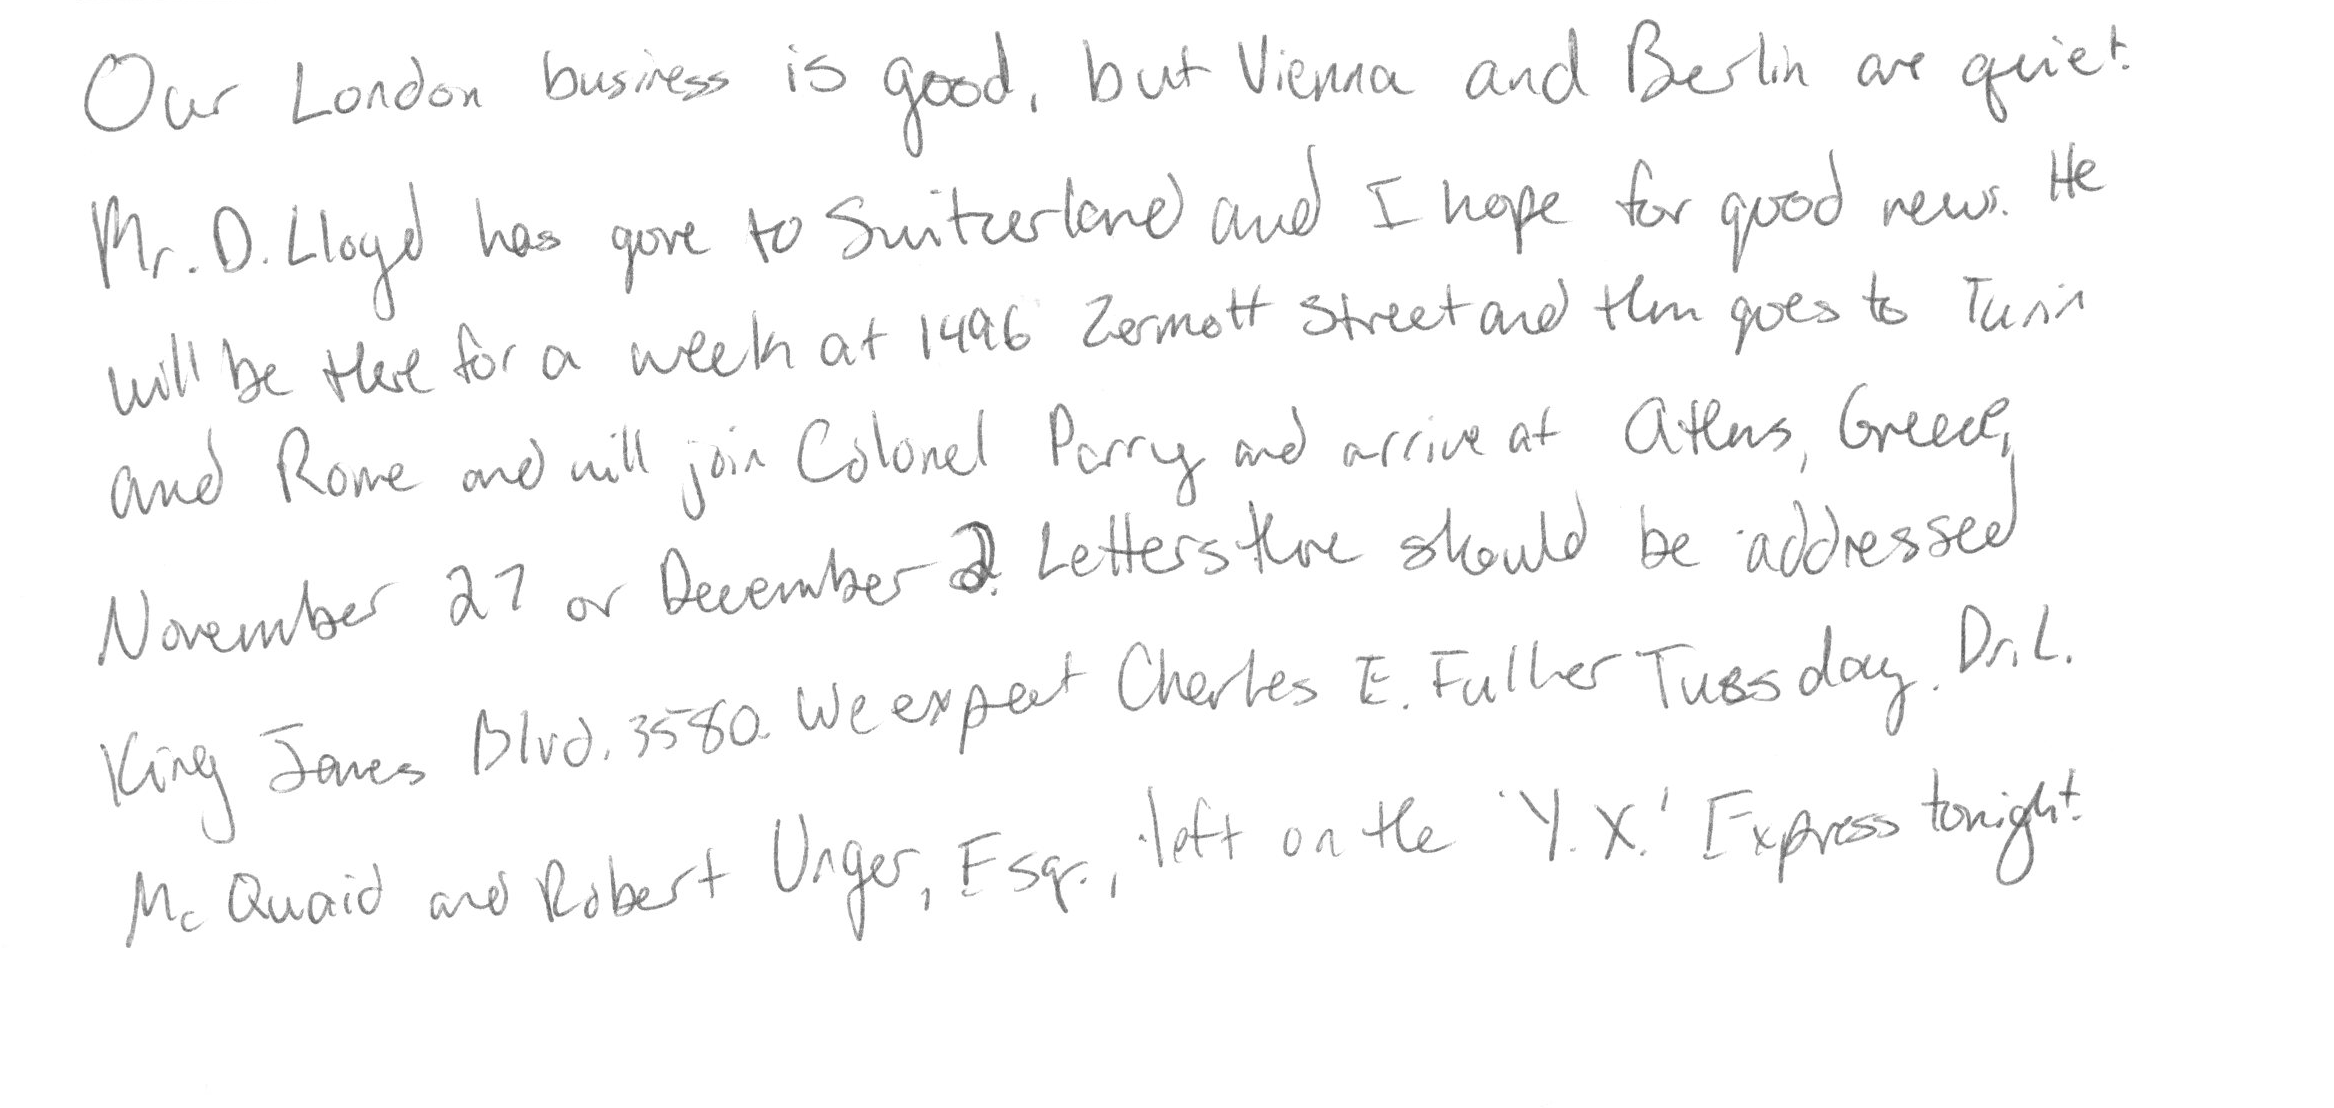 Our London business is good, but Vienna and Berlin are quiet.
Mr. D. Lloyd has gone to Switzerland and I hope for good news. He
will be there for a week at 1496 Zermott Street and then goes to Turin
and Rome and will join Colonel Parry and arrive at Athens, Greece,
November 27 or December 2. Letters there should be addressed
King James Blvd. 3580. We expect Charles E. Fuller Tuesday. Dr. L.
McQuaid and Robert Unger, Esqr., left on the 'Y.X.' Express tonight.